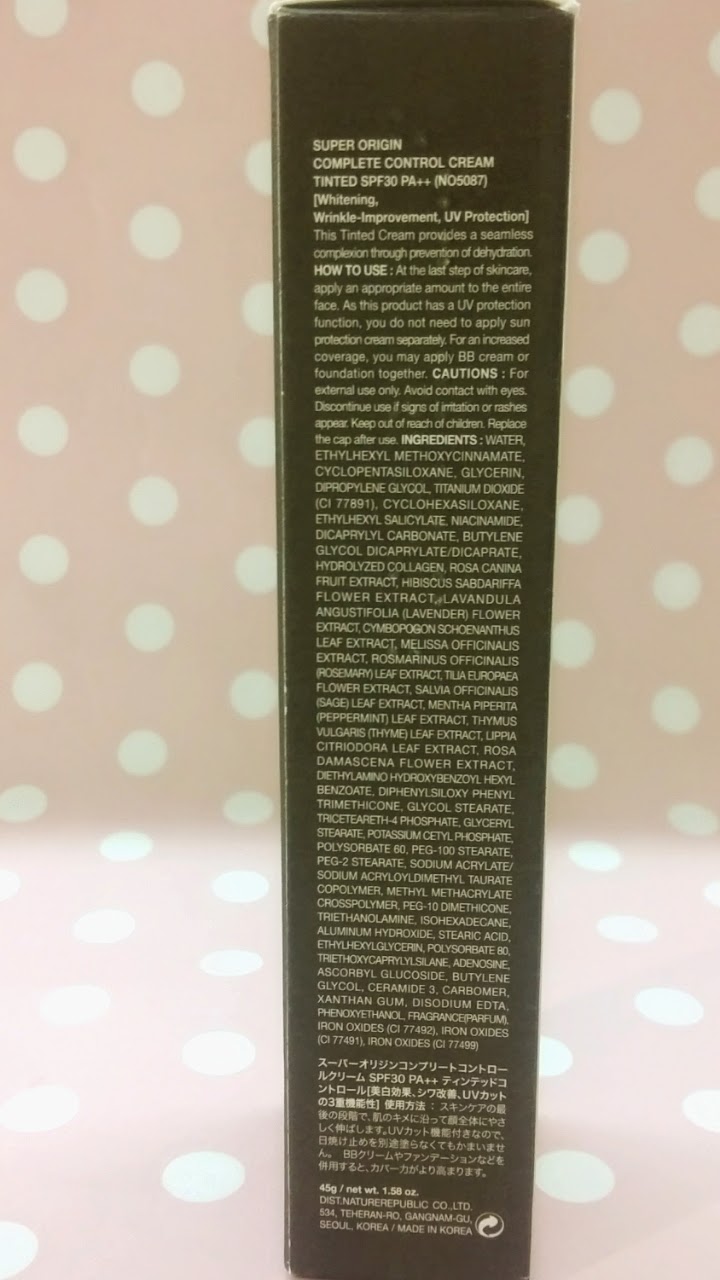 SUPER ORIGIN
COMPLETE CONTROL CREAM
TINTED SPF30 PA++ (NO5087)
[Whitening,
Wrinkle-Improvement, UV Protection]
This Tinted Cream provides a seamless
complexion through prevention of dehydration.
HOW TO USE : At the last step of skincare,
apply an appropriate amount to the entire
face. As this product has a UV protection
function, you do not need to apply sun
protection cream separately. For an increased
coverage, you may apply BB cream or
foundation together. CAUTIONS : For
external use only. Avoid contact with eyes.
Discontinue use if signs of irritation or rashes
appear. Keep out of reach of children. Replace
the cap after use. INGREDIENTS : WATER,
ETHYLHEXYL METHOXYCINNAMATE,
CYCLOPENTASILOXANE, GLYCERIN,
DIPROPYLENE GLYCOL, TITANIUM DIOXIDE
(CI 77891), CYCLOHEXASILOXANE,
ETHYLHEXYL SALICYLATE, NIACINAMIDE,
DICAPRYLYL CARBONATE, BUTYLENE
GLYCOL DICAPRYLATE/DICAPRATE,
HYDROLYZED COLLAGEN, ROSA CANINA
FRUIT EXTRACT, HIBISCUS SABDARIFFA
FLOWER EXTRACT, LAVANDULA
ANGUSTIFOLIA (LAVENDER) FLOWER
EXTRACT, CYMBOPOGON SCHOENANTHUS
LEAF EXTRACT, MELISSA OFFICINALIS
EXTRACT, ROSMARINUS OFFICINALIS
(ROSEMARY) LEAF EXTRACT, TILIA EUROPAEA
FLOWER EXTRACT, SALVIA OFFICINALIS
(SAGE) LEAF EXTRACT, MENTHA PIPERITA
(PEPPERMINT) LEAF EXTRACT, THYMUS
VULGARIS (THYME) LEAF EXTRACT, LIPPIA
CITRIODORA LEAF EXTRACT, ROSA
DAMASCENA FLOWER EXTRACT,
DIETHYLAMINO HYDROXYBENZOYL HEXYL
BENZOATE, DIPHENYLSILOXY PHENYL
TRIMETHICONE, GLYCOL STEARATE,
TRICETEARETH-4 PHOSPHATE, GLYCERYL
STEARATE, POTASSIUM CETYL PHOSPHATE,
POLYSORBATE 60, PEG-100 STEARATE,
PEG-2 STEARATE, SODIUM ACRYLATE/
SODIUM ACRYLOYLDIMETHYL TAURATE
COPOLYMER, METHYL METHACRYLATE
CROSSPOLYMER, PEG-10 DIMETHICONE,
TRIETHANOLAMINE, ISOHEXADECANE,
ALUMINUM HYDROXIDE, STEARIC ACID,
ETHYLHEXYLGLYCERIN, POLYSORBATE 80,
TRIETHOXYCAPRYLYLSILANE, ADENOSINE,
ASCORBYL GLUCOSIDE, BUTYLENE
GLYCOL, CERAMIDE 3, CARBOMER,
XANTHAN GUM, DISODIUM EDTA,
PHENOXYETHANOL, FRAGRANCE(PARFUM),
IRON OXIDES (CI 77492), IRON OXIDES
(CI 77491), IRON OXIDES (CI 77499)
スーパーオリジンコンプリートコントロー
ルクリーム SPF30 PA++ ティンテッドコ
ントロール[美白効果、シワ改善、UVカット
の3重機能性] 使用方法 : スキンケアの最
後の段階で、肌のキメに沿って顔全体にやさ
しく伸ばします。UVカット機能付きなので、
日焼け止めを別途塗らなくてもかまいませ
ん。 BBクリームやファンデーションなどを
併用すると、カバー力がより高まります。
45g / net wt. 1.58 oz.
DIST.NATUREREPUBLIC CO.,LTD.
534, TEHERAN-RO, GANGNAM-GU,
SEOUL, KOREA / MADE IN KOREA